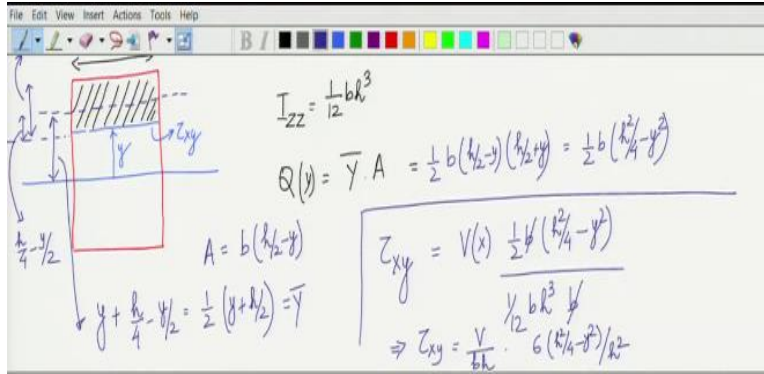 File Edit View Insert Actions Tools Help
B I
I_zz = 1/12 bh³
τxy
y
Q(y) = Y̅ . A = 1/2 b(h/2-y)(h/2+y) = 1/2 b(h²/4-y²)
h/4 - y/2
A = b(h/2-y)
y + h/4 - y/2 = 1/2 (y+h/2) = Y̅
τxy = V(x) 1/2 b(h²/4-y²) / 1/12 bh³ b
⇒ τxy = V/bh . 6(h²/4-y²)/h²